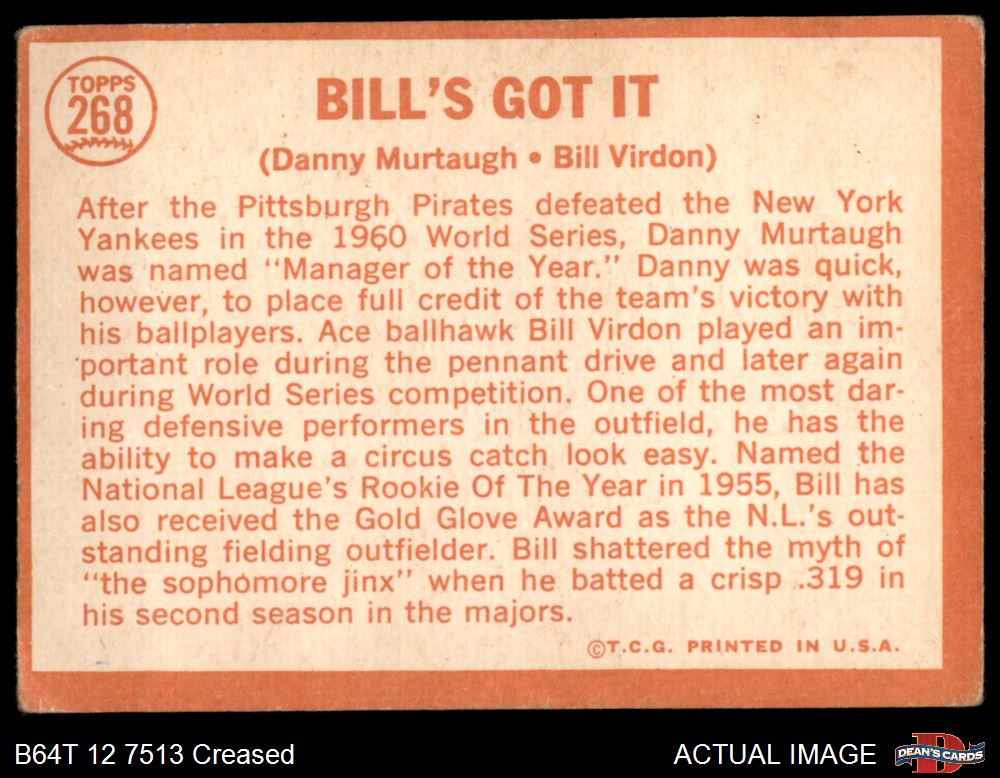 TOPPS
268
BILL'S GOT IT
(Danny Murtaugh • Bill Virdon)
After the Pittsburgh Pirates defeated the New York
Yankees in the 1960 World Series, Danny Murtaugh
was named "Manager of the Year." Danny was quick,
however, to place full credit of the team's victory with
his ballplayers. Ace ballhawk Bill Virdon played an im-
portant role during the pennant drive and later again
during World Series competition. One of the most dar-
ing defensive performers in the outfield, he has the
ability to make a circus catch look easy. Named the
National League's Rookie Of The Year in 1955, Bill has
also received the Gold Glove Award as the N.L.'s out-
standing fielding outfielder. Bill shattered the myth of
"the sophomore jinx" when he batted a crisp .319 in
his second season in the majors.
©T.C.G. PRINTED IN U.S.A.
B64T 12 7513 Creased
ACTUAL IMAGE
DEAN'S CARDS